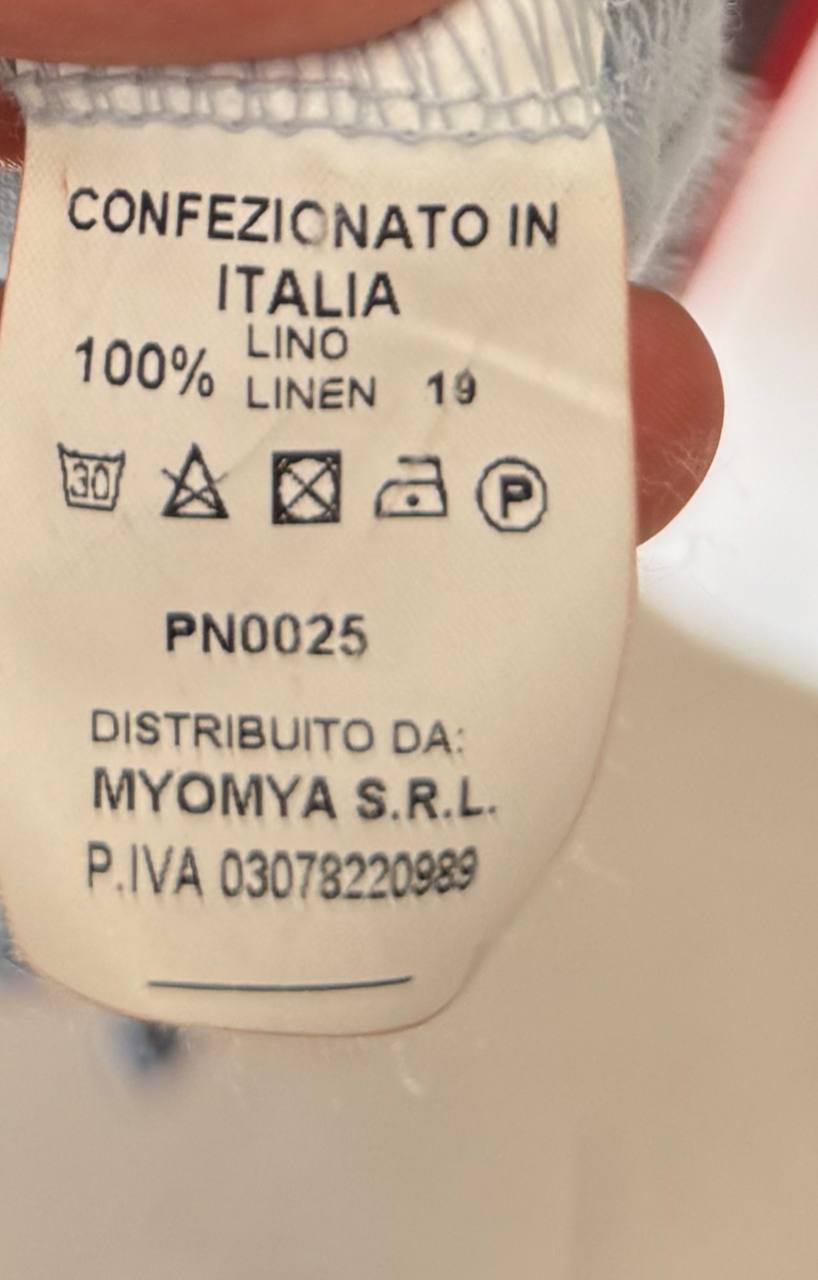 CONFEZIONATO IN
ITALIA
100% LINO
LINEN 19
30
P
PN0025
DISTRIBUITO DA:
MYOMYA S.R.L.
P.IVA 03078220989